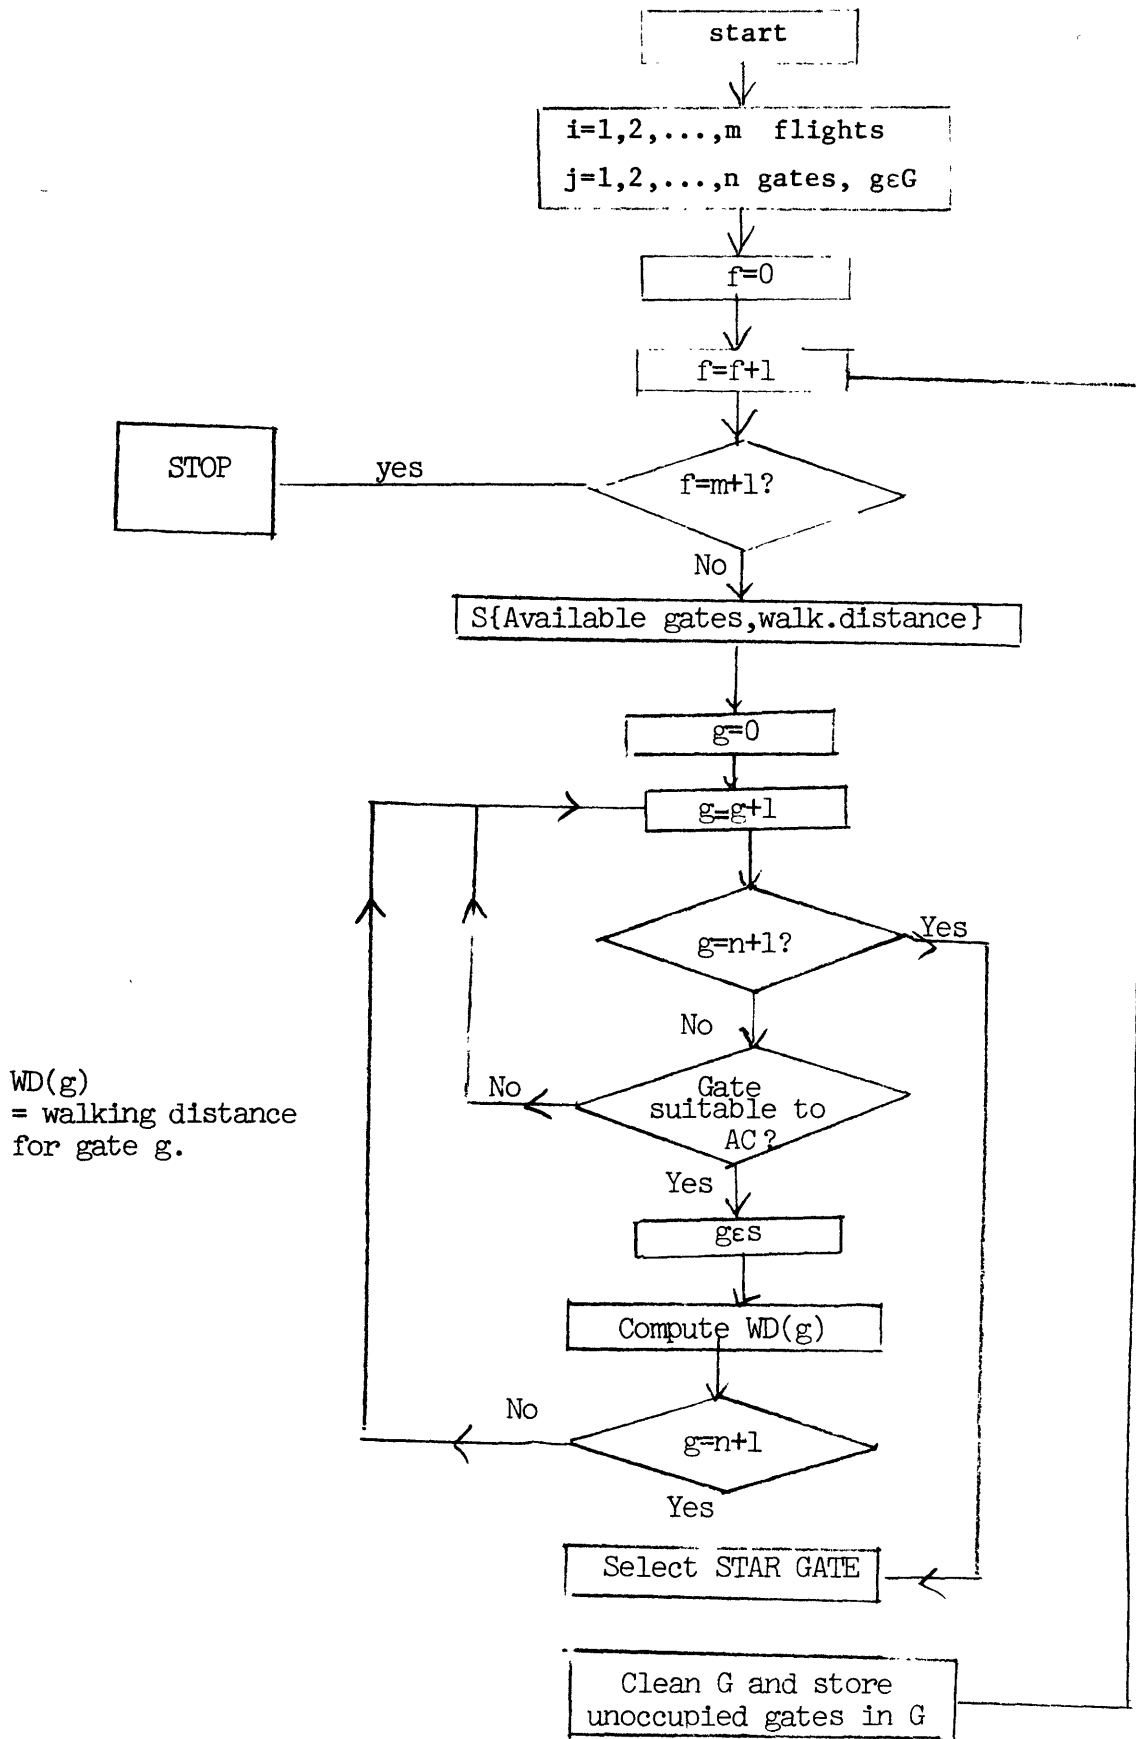 start
i=1,2,...,m flights
j=1,2,...,n gates, gεG
f=0
f=f+1
STOP
yes
f=m+1?
No
S{Available gates,walk.distance}
g=0
g=g+1
g=n+1?
Yes
No
Gate
suitable to
AC?
No
WD(g)
= walking distance
for gate g.
Yes
gεs
Compute WD(g)
No
g=n+1
Yes
Select STAR GATE
Clean G and store
unoccupied gates in G